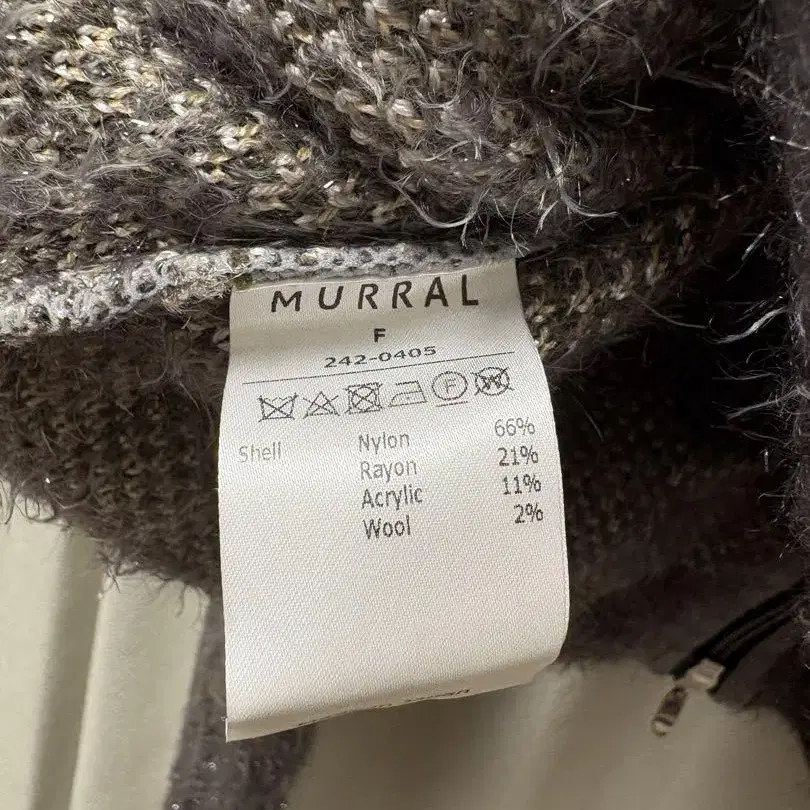 MURRAL
F
242-0405
F W
Shell Nylon 66%
Rayon 21%
Acrylic 11%
Wool 2%